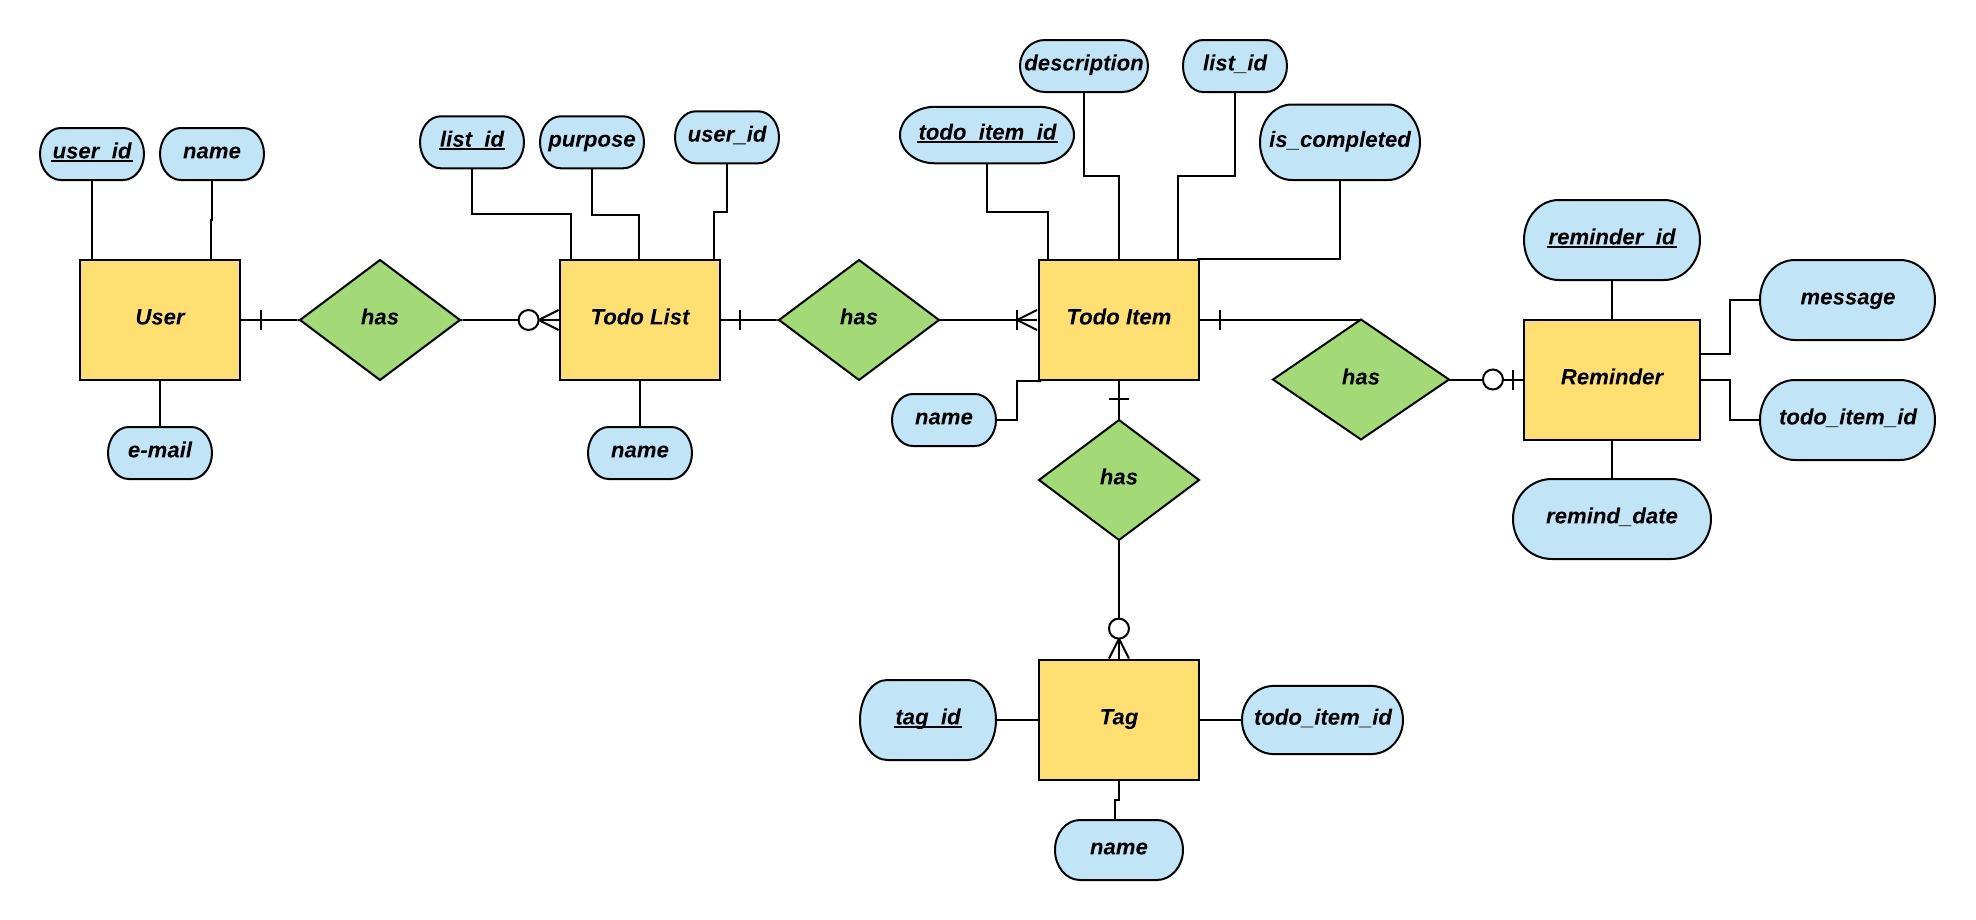 description
list_id
todo_item_id
is_completed
user_id
name
list_id
purpose
user_id
reminder_id
message
User
has
Todo List
has
Todo Item
has
Reminder
name
todo_item_id
e-mail
name
has
remind_date
tag_id
Tag
todo_item_id
name